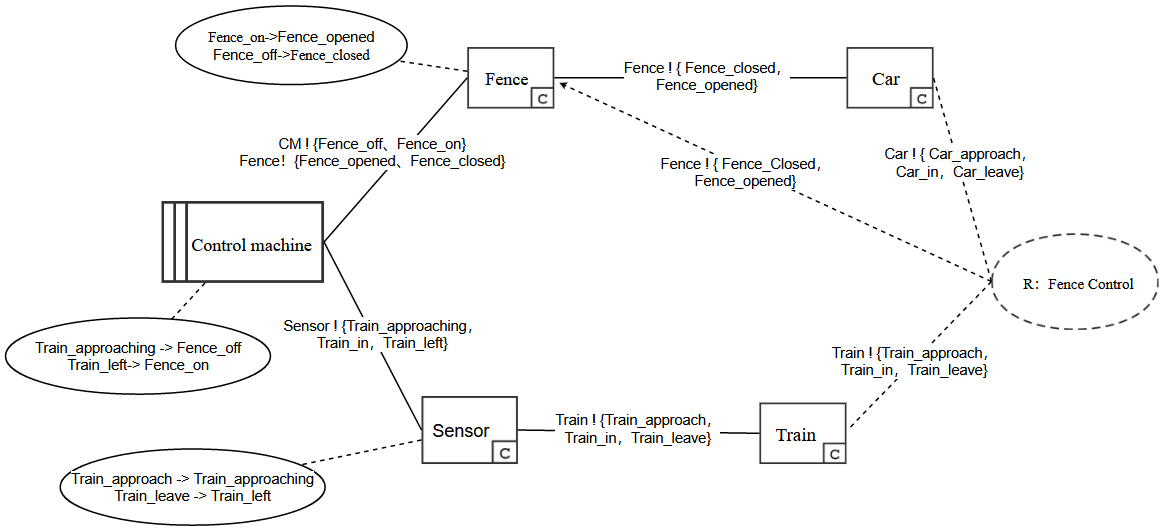 Fence_on->Fence_opened
Fence_off->Fence_closed
Fence
C
Fence ! { Fence_closed,
Fence_opened}
Car
C
CM ! {Fence_off、Fence_on}
Fence！{Fence_opened、Fence_closed}
Fence ! { Fence_Closed,
Fence_opened}
Car ! { Car_approach,
Car_in, Car_leave}
Control machine
R：Fence Control
Sensor ! {Train_approaching,
Train_in, Train_left}
Train_approaching -> Fence_off
Train_left-> Fence_on
Train ! {Train_approach,
Train_in, Train_leave}
Sensor
C
Train ! {Train_approach,
Train_in, Train_leave}
Train
C
Train_approach -> Train_approaching
Train_leave -> Train_left